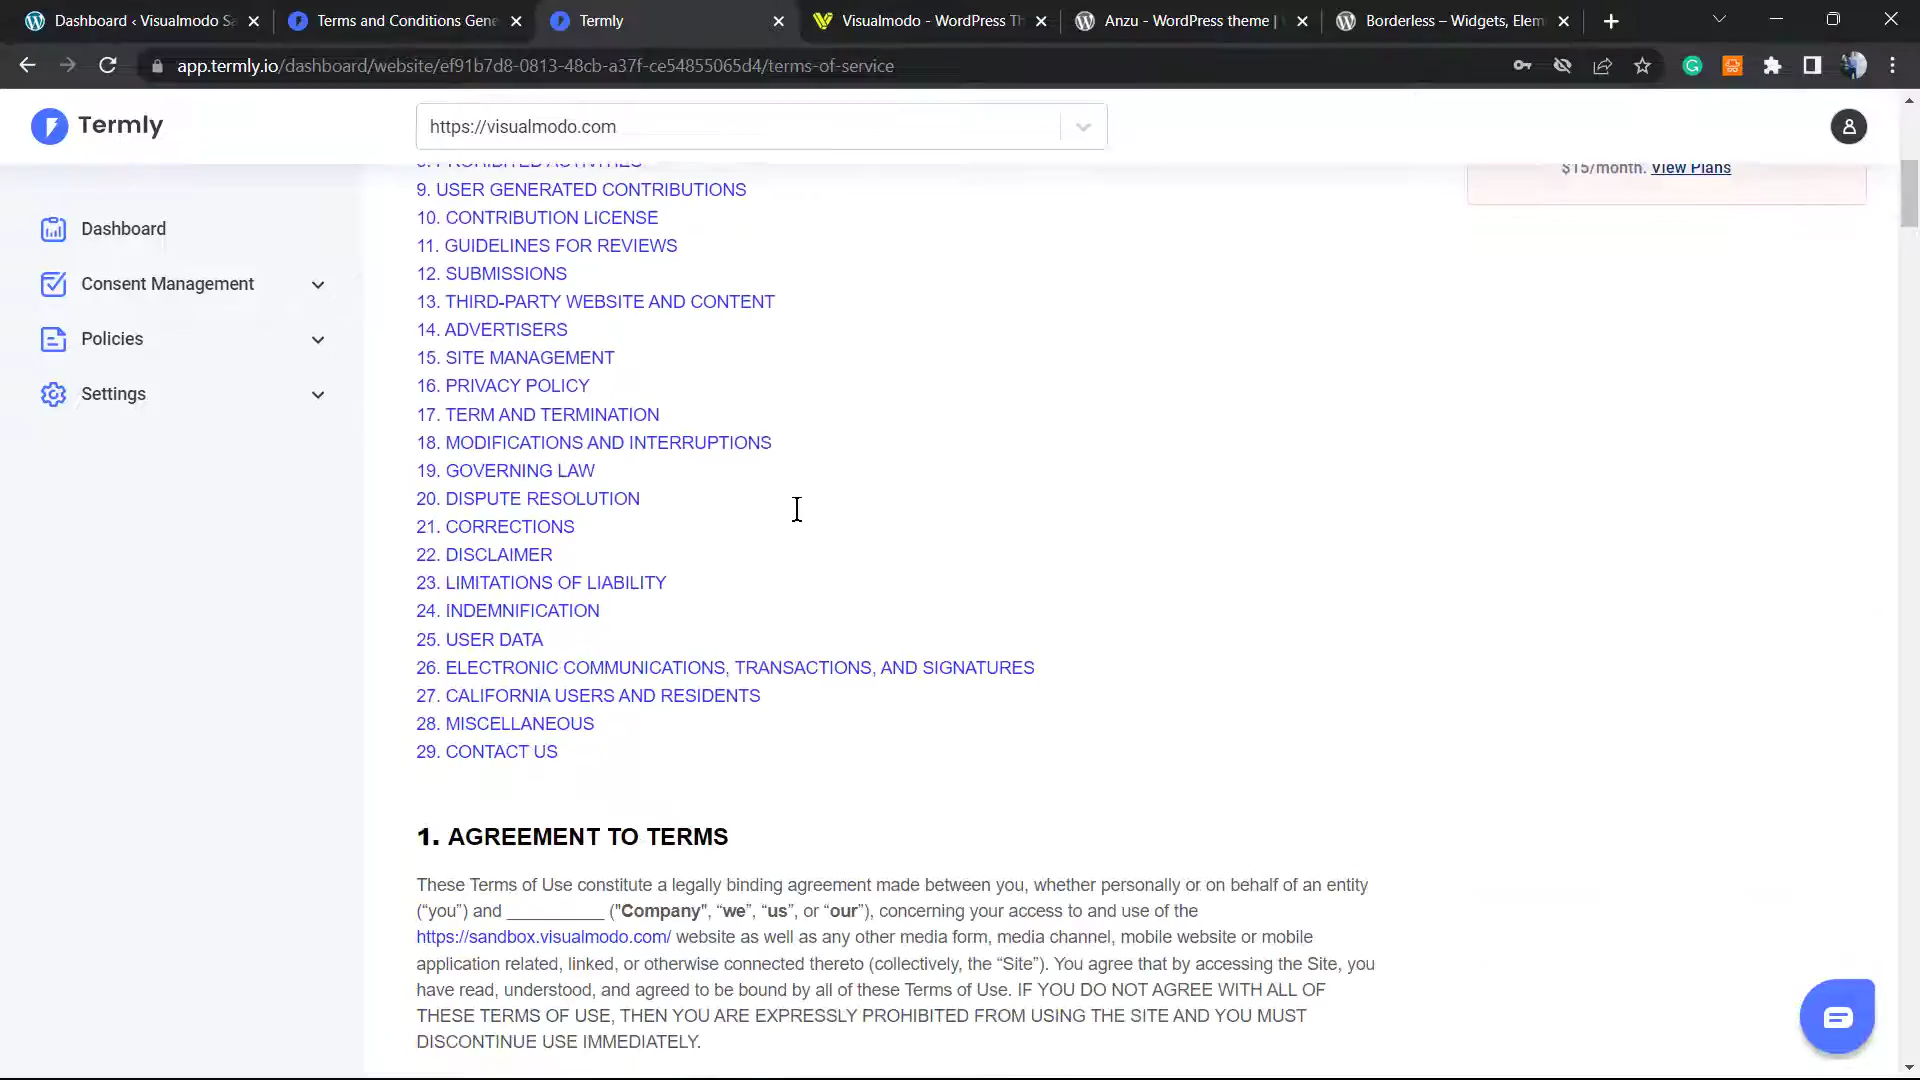 Dashboard ‹ Visualmodo Sa
Terms and Conditions Gene
Termly
Visualmodo - WordPress Th
Anzu - WordPress theme |
Borderless – Widgets, Elem
app.termly.io/dashboard/website/ef91b7d8-0813-48cb-a37f-ce54855065d4/terms-of-service
Termly
https://visualmodo.com
Dashboard
Consent Management
Policies
Settings
8. PROHIBITED ACTIVITIES
9. USER GENERATED CONTRIBUTIONS
10. CONTRIBUTION LICENSE
11. GUIDELINES FOR REVIEWS
12. SUBMISSIONS
13. THIRD-PARTY WEBSITE AND CONTENT
14. ADVERTISERS
15. SITE MANAGEMENT
16. PRIVACY POLICY
17. TERM AND TERMINATION
18. MODIFICATIONS AND INTERRUPTIONS
19. GOVERNING LAW
20. DISPUTE RESOLUTION
21. CORRECTIONS
22. DISCLAIMER
23. LIMITATIONS OF LIABILITY
24. INDEMNIFICATION
25. USER DATA
26. ELECTRONIC COMMUNICATIONS, TRANSACTIONS, AND SIGNATURES
27. CALIFORNIA USERS AND RESIDENTS
28. MISCELLANEOUS
29. CONTACT US
$15/month. View Plans
1. AGREEMENT TO TERMS
These Terms of Use constitute a legally binding agreement made between you, whether personally or on behalf of an entity
(“you”) and __________ ("Company", “we”, “us”, or “our”), concerning your access to and use of the
https://sandbox.visualmodo.com/ website as well as any other media form, media channel, mobile website or mobile
application related, linked, or otherwise connected thereto (collectively, the “Site”). You agree that by accessing the Site, you
have read, understood, and agreed to be bound by all of these Terms of Use. IF YOU DO NOT AGREE WITH ALL OF
THESE TERMS OF USE, THEN YOU ARE EXPRESSLY PROHIBITED FROM USING THE SITE AND YOU MUST
DISCONTINUE USE IMMEDIATELY.